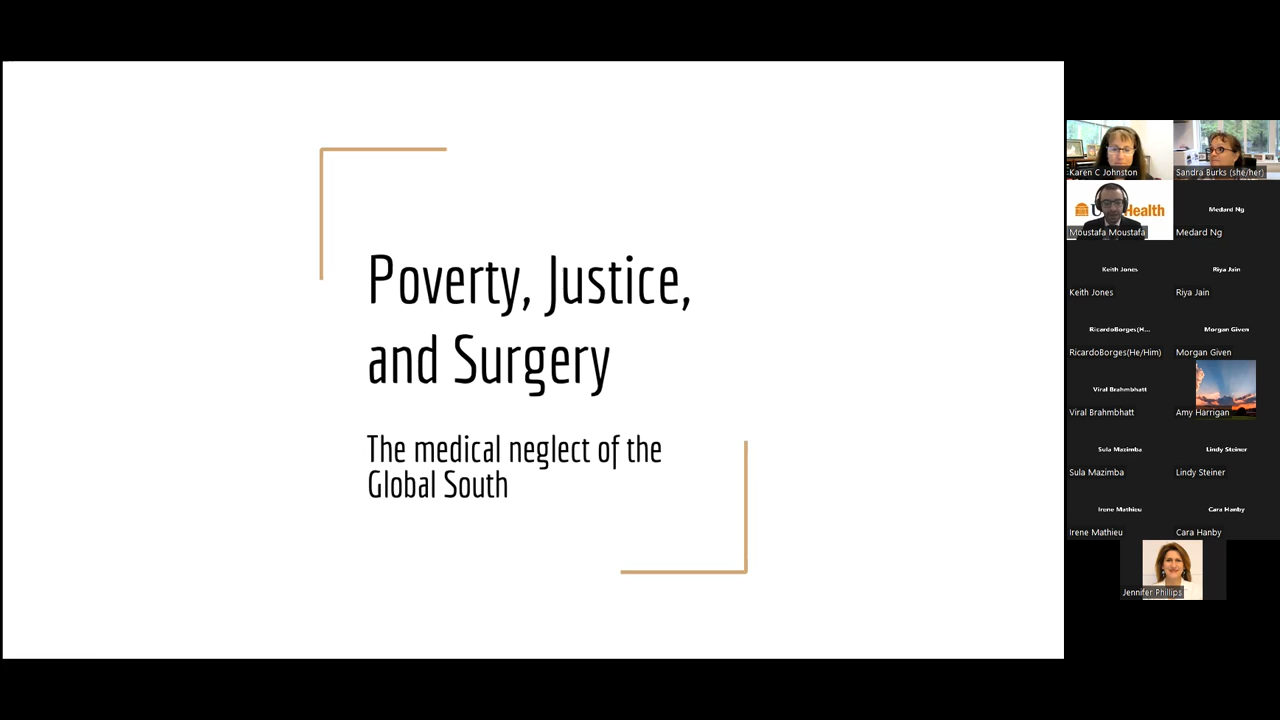 Poverty, Justice,
and Surgery
The medical neglect of the
Global South
Karen C Johnston
Sandra Burks (she/her)
Health
Moustafa Moustafa
Medard Ng
Medard Ng
Keith Jones
Riya Jain
Keith Jones
Riya Jain
RicardoBorges(H...
Morgan Given
RicardoBorges(He/Him)
Morgan Given
Viral Brahmbhatt
Viral Brahmbhatt
Amy Harrigan
Sula Mazimba
Lindy Steiner
Sula Mazimba
Lindy Steiner
Irene Mathieu
Cara Hanby
Irene Mathieu
Cara Hanby
Jennifer Phillips